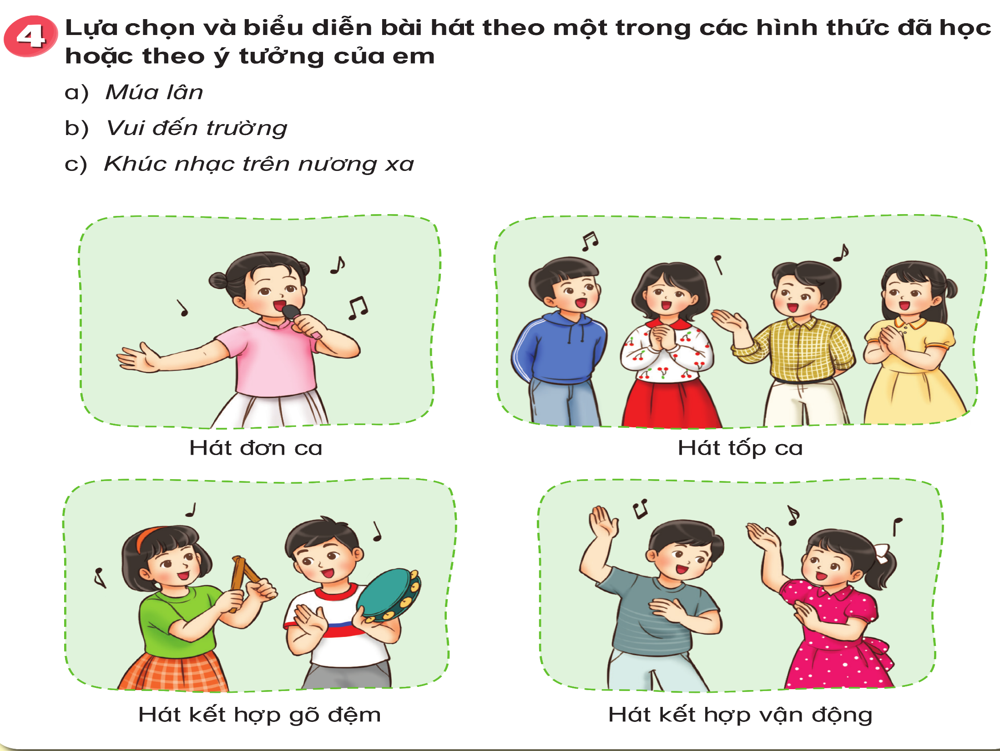 4 Lựa chọn và biểu diễn bài hát theo một trong các hình thức đã học
hoặc theo ý tưởng của em
a) Múa lân
b) Vui đến trường
c) Khúc nhạc trên nương xa
Hát đơn ca
Hát tốp ca
Hát kết hợp gõ đệm
Hát kết hợp vận động